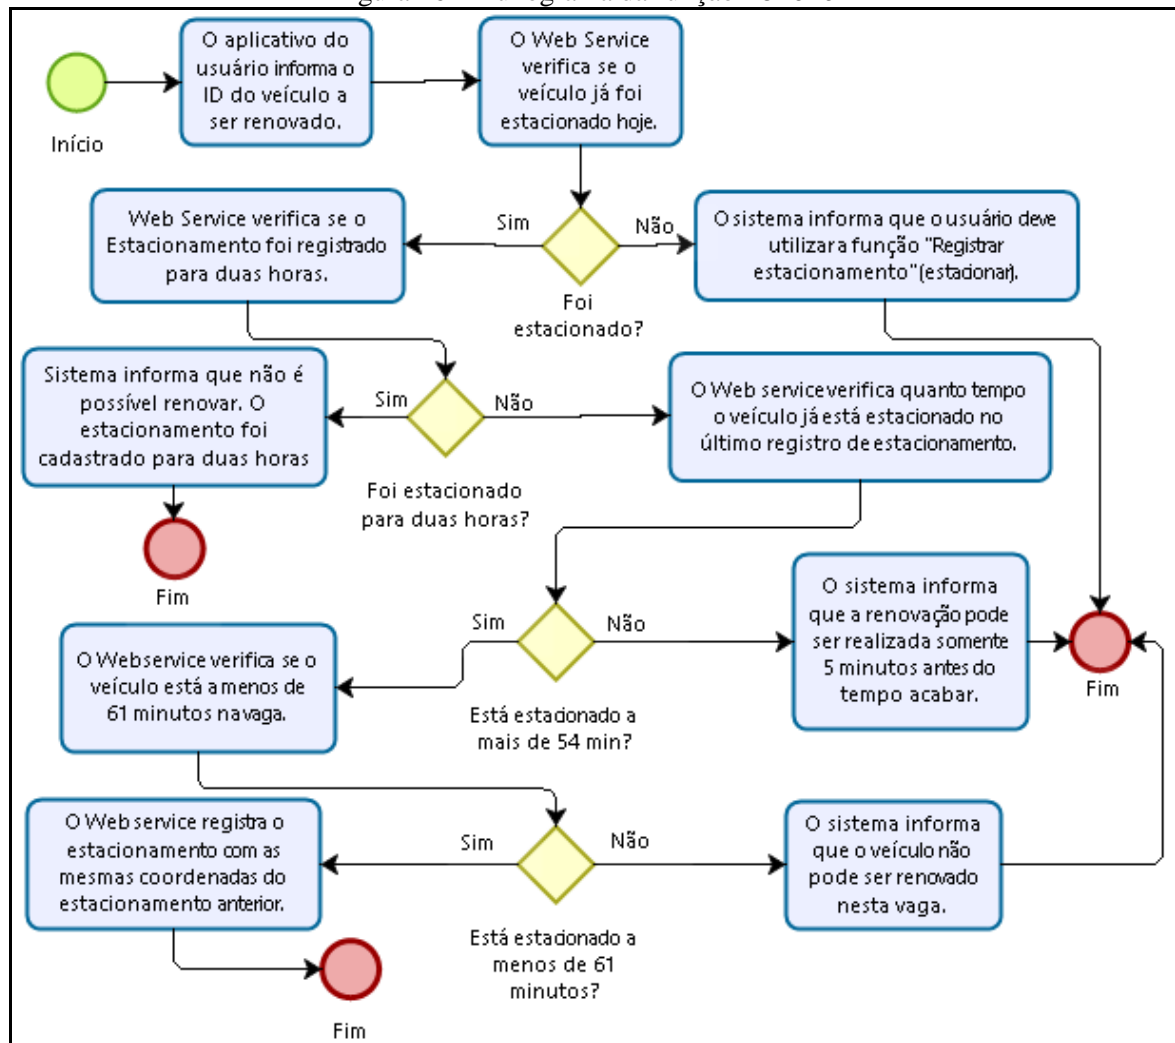 O aplicativo do
usuário informa o
ID do veículo a
ser renovado.
O Web Service
verifica se o
veículo já foi
estacionado hoje.
Início
Web Service verifica se o
Estacionamento foi registrado
para duas horas.
Sim
Não
O sistema informa que o usuário deve
utilizar a função "Registrar
estacionamento" (estacionar).
Foi
estacionado?
Sistema informa que não é
possível renovar. O
estacionamento foi
cadastrado para duas horas
Sim
Não
O Web service verifica quanto tempo
o veículo já está estacionado no
último registro de estacionamento.
Foi estacionado
para duas horas?
Fim
Sim
Não
O sistema informa
que a renovação pode
ser realizada somente
5 minutos antes do
tempo acabar.
Fim
O Webservice verifica se o
veículo está a menos de
61 minutos na vaga.
Está estacionado a
mais de 54 min?
O Web service registra o
estacionamento com as
mesmas coordenadas do
estacionamento anterior.
Sim
Não
O sistema informa
que o veículo não
pode ser renovado
nesta vaga.
Está estacionado a
menos de 61
minutos?
Fim